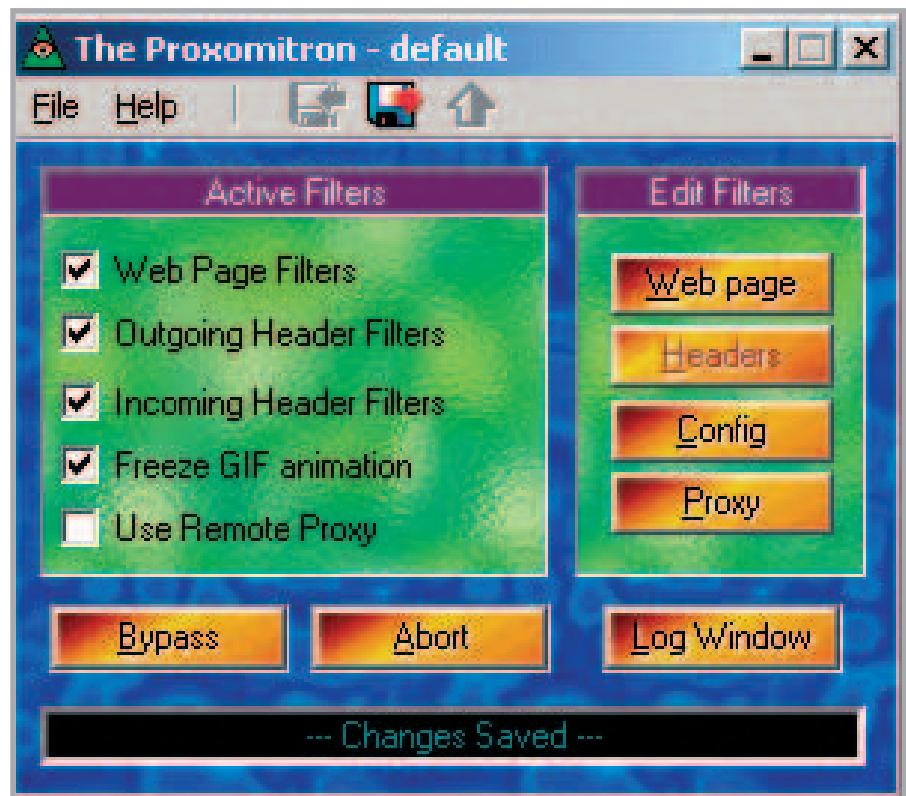 The Proxomitron - default
File Help
Active Filters
Web Page Filters
Outgoing Header Filters
Incoming Header Filters
Freeze GIF animation
Use Remote Proxy
Edit Filters
Web page
Headers
Config
Proxy
Bypass
Abort
Log Window
--- Changes Saved ---